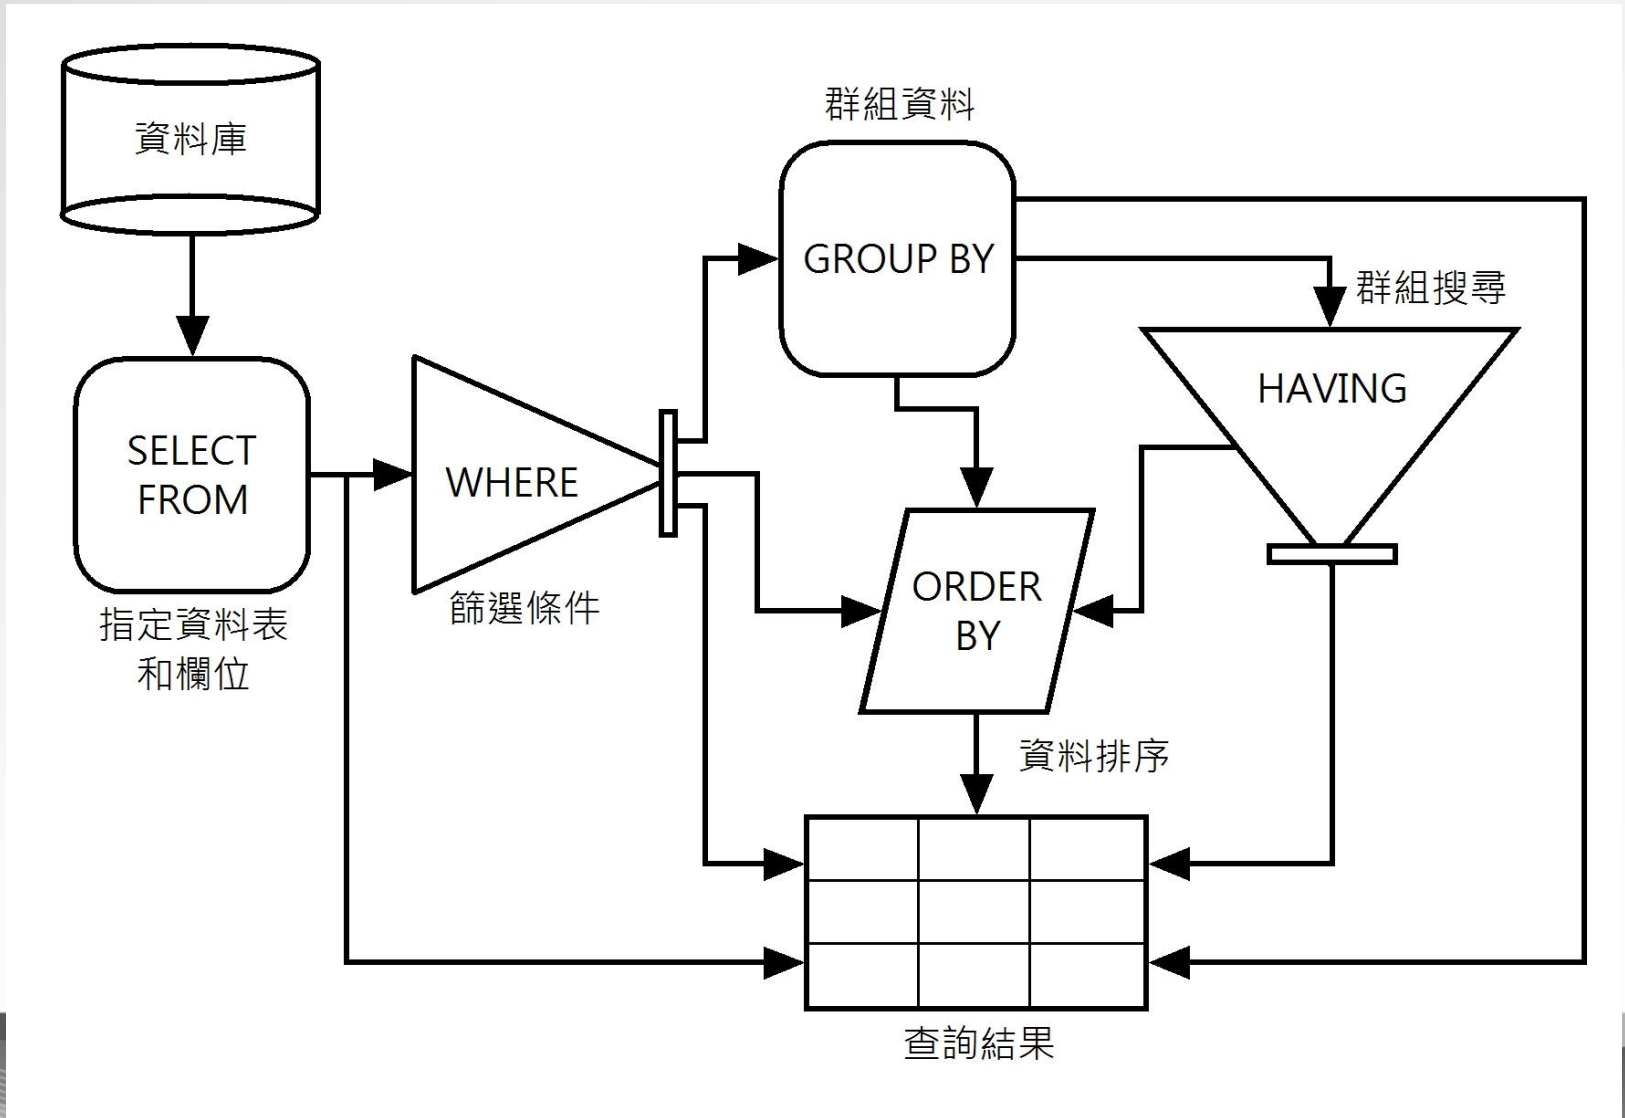 資料庫
SELECT
FROM
指定資料表
和欄位
WHERE
篩選條件
群組資料
GROUP BY
群組搜尋
HAVING
ORDER
BY
資料排序
查詢結果